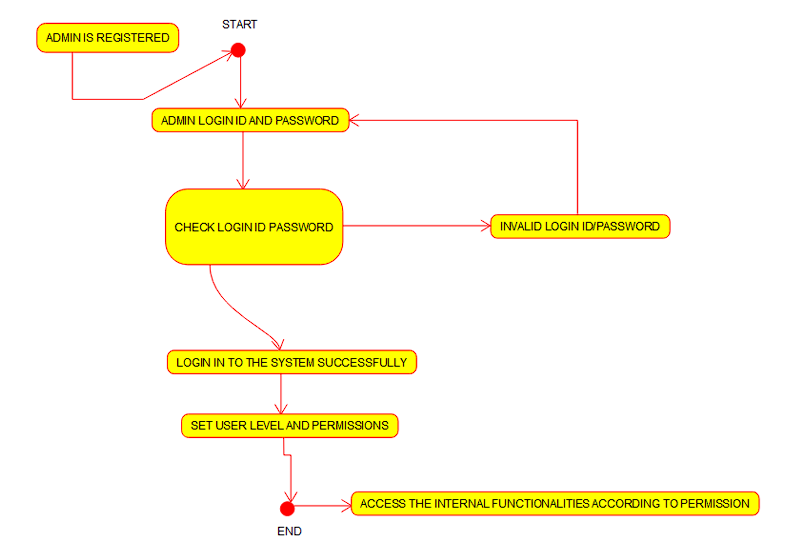 START
ADMIN IS REGISTERED
ADMIN LOGIN ID AND PASSWORD
CHECK LOGIN ID PASSWORD
INVALID LOGIN ID/PASSWORD
LOGIN IN TO THE SYSTEM SUCCESSFULLY
SET USER LEVEL AND PERMISSIONS
ACCESS THE INTERNAL FUNCTIONALITIES ACCORDING TO PERMISSION
END